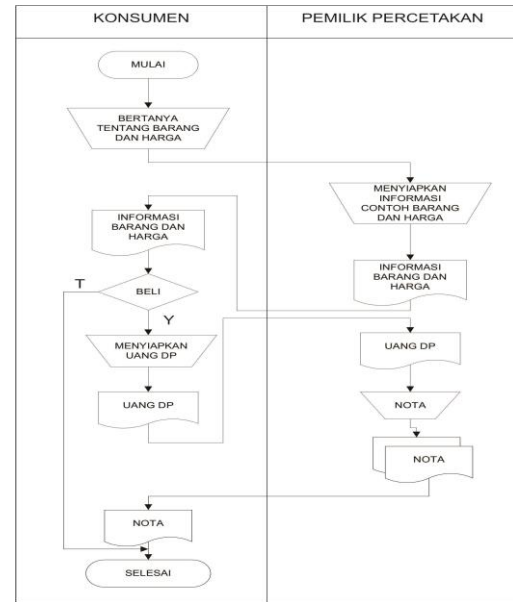 KONSUMEN
PEMILIK PERCETAKAN
MULAI
BERTANYA
TENTANG BARANG
DAN HARGA
MENYIAPKAN
INFORMASI
CONTOH BARANG
DAN HARGA
INFORMASI
BARANG DAN
HARGA
INFORMASI
BARANG DAN
HARGA
T
BELI
Y
MENYIAPKAN
UANG DP
UANG DP
UANG DP
NOTA
NOTA
NOTA
SELESAI